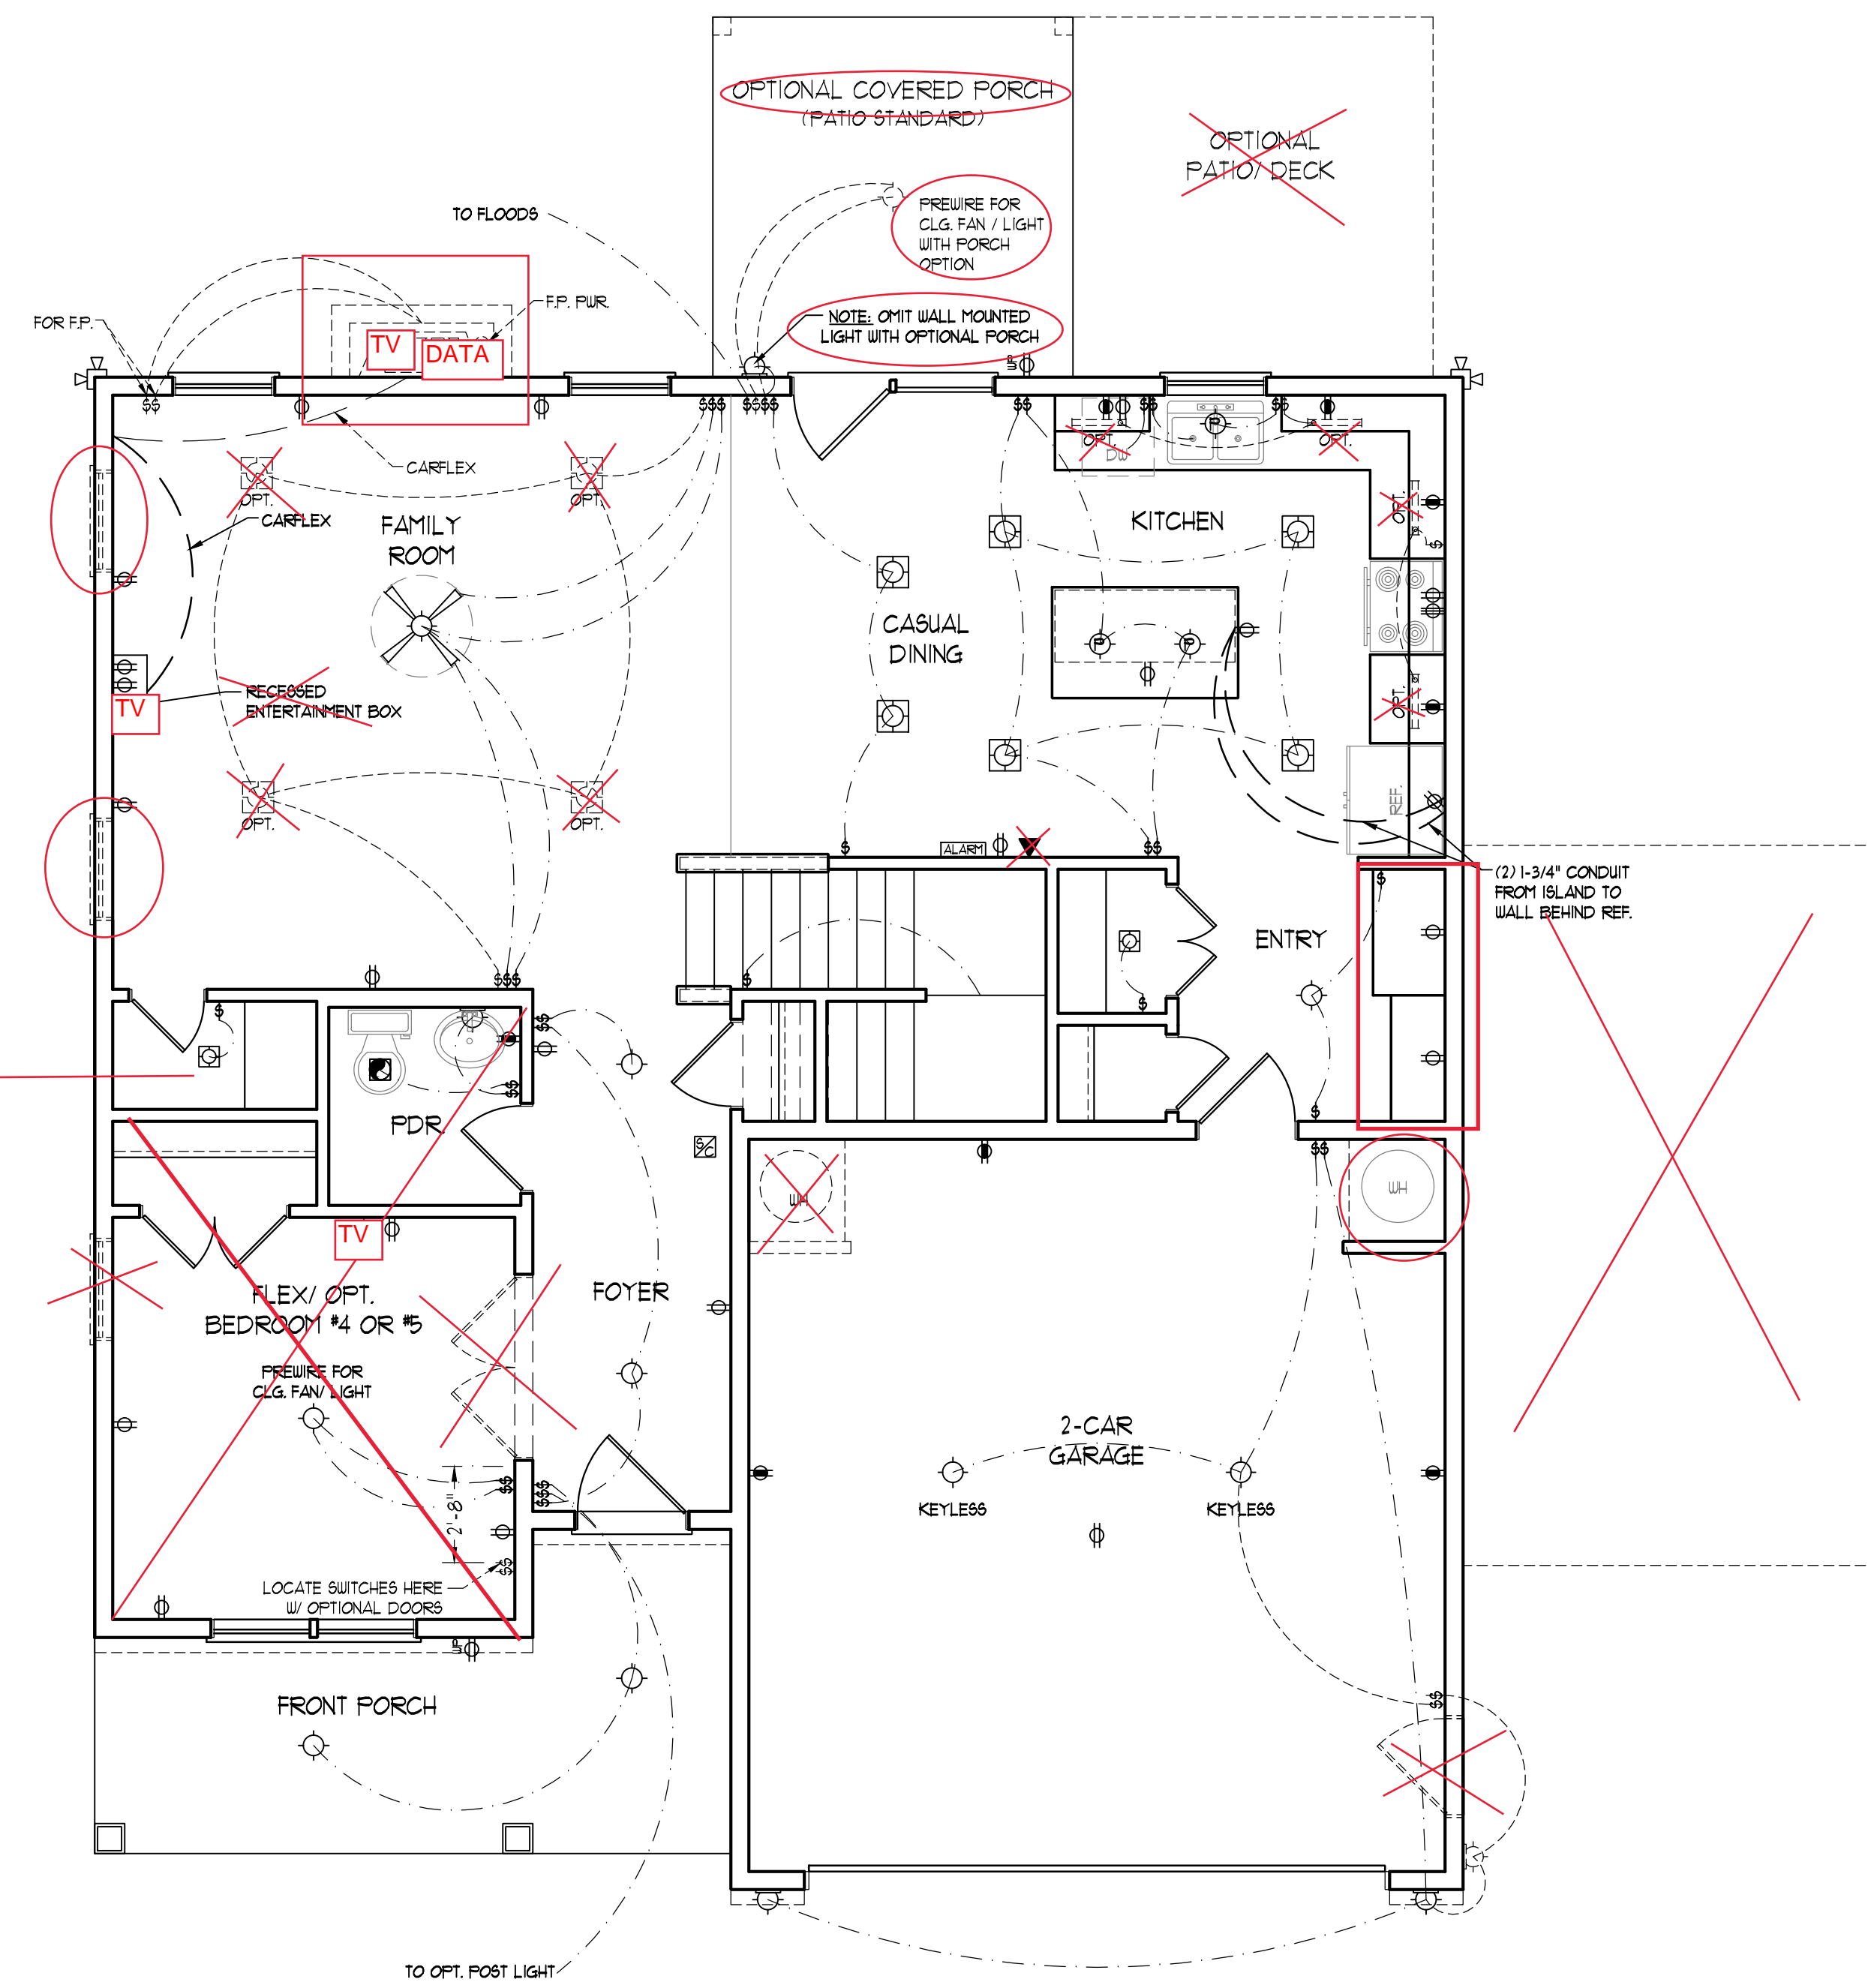 OPTIONAL COVERED PORCH
(PATIO STANDARD)
OPTIONAL
PATIO/ DECK
TO FLOODS
PREWIRE FOR
CLG. FAN / LIGHT
WITH PORCH
OPTION
F.P. PWR.
FOR F.P.
NOTE: OMIT WALL MOUNTED
LIGHT WITH OPTIONAL PORCH
TV
DATA
WP
$$
$$$
$$$$
$$
$$
$$
P
OPT.
DW
OPT.
CARFLEX
OPT.
OPT.
OPT.
CARFLEX
FAMILY
ROOM
KITCHEN
$
CASUAL
DINING
P
P
RECESSED
ENTERTAINMENT BOX
TV
OPT.
REF.
OPT.
OPT.
$
ALARM
$$
(2) 1-3/4" CONDUIT
FROM ISLAND TO
WALL BEHIND REF.
$
ENTRY
$$$
$
$
$
$$
$$
PDR.
$
$$
S/C
WH
WH
TV
FLEX/ OPT.
BEDROOM #4 OR #5
FOYER
PREWIRE FOR
CLG. FAN/ LIGHT
2-CAR
GARAGE
$$
$$$
2'-8"
KEYLESS
KEYLESS
$$
LOCATE SWITCHES HERE
W/ OPTIONAL DOORS
WP
$$
FRONT PORCH
TO OPT. POST LIGHT